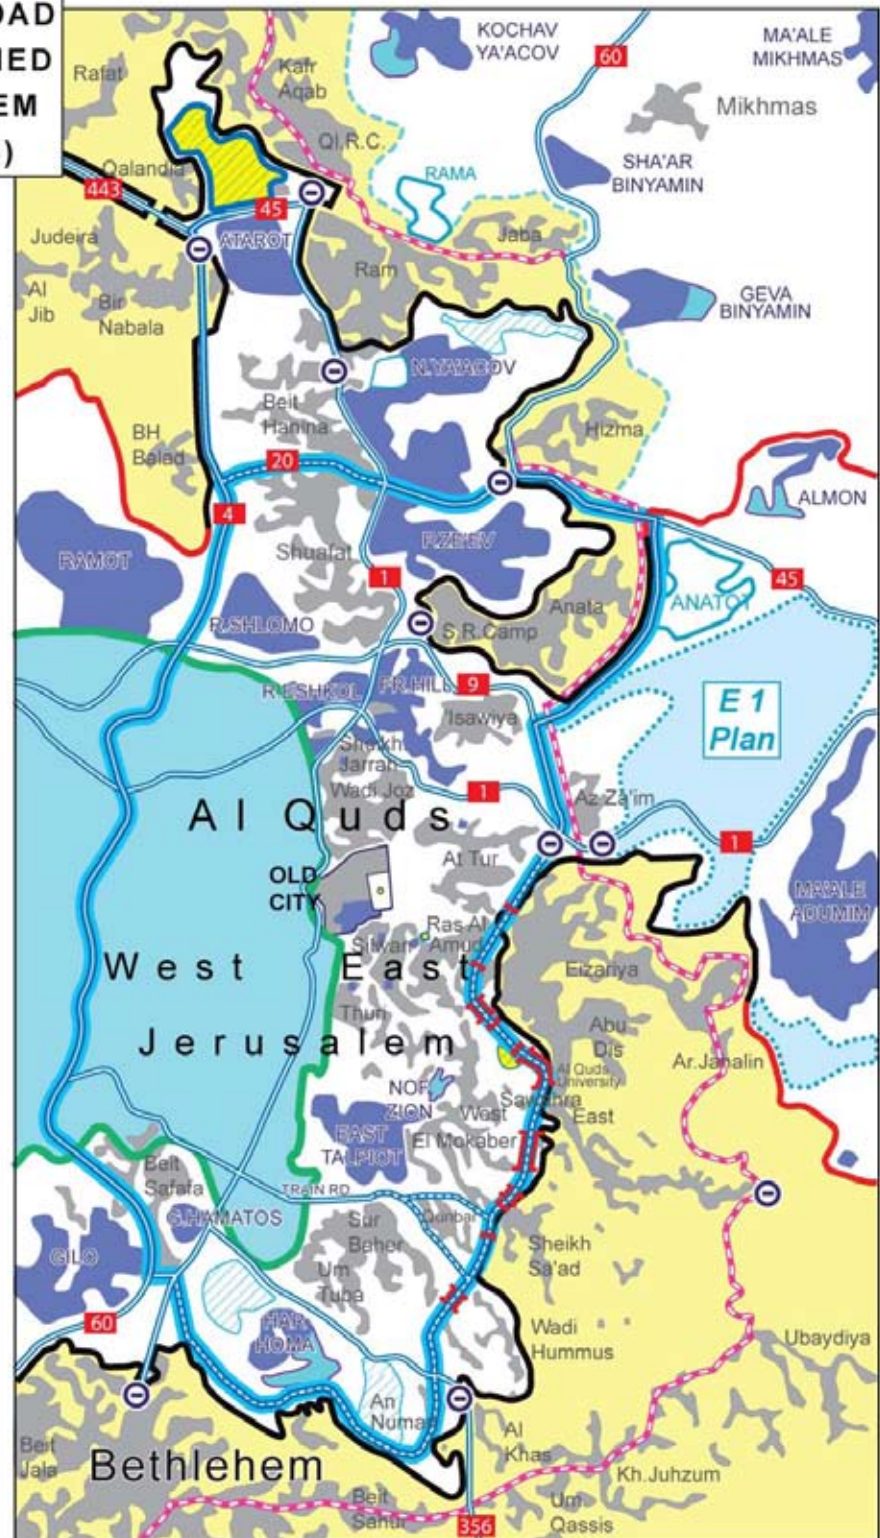 OAD
IED
EM
)
KOCHAV
YA'ACOV
60
MA'ALE
MIKHMAS
Rafat
Kafr
Aqab
Mikhmas
QI.R.C.
SHA'AR
BINYAMIN
Qalandia
443
RAMA
45
Judeira
ATAROT
Jaba
Ram
Al
Jib
Bir
Nabala
GEVA
BINYAMIN
N.YA'ACOV
Beit
Hanina
BH
Balad
Hizma
20
ALMON
4
P.ZE'EV
RAMOT
Shuafat
1
45
ANATOT
Anata
R.SHLOMO
S.R.Camp
R.ESHKOL
FR.HILL
9
E 1
Plan
'Isawiya
Sheikh
Jarrah
Wadi Joz
1
Az Za'im
Al Quds
1
At Tur
OLD
CITY
MA'ALE
ADUMIM
Ras Al
Amud
Silwan
West East
Eizariya
Thuri
Abu
Dis
Jerusalem
Ar.Jahalin
Al Quds
University
NOF
ZION
Sawahra
West
East
EAST
TALPIOT
El Mokaber
Beit
Safafa
TRAIN RD
G.HAMATOS
Sur
Baher
Qunbar
GILO
Sheikh
Sa'ad
Um
Tuba
60
HAR
HOMA
Wadi
Hummus
Ubaydiya
An
Numan
Al
Khas
Beit
Jala
Bethlehem
Kh.Juhzum
Beit
Sahur
356
Um
Qassis